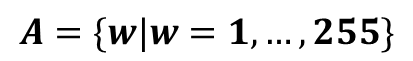 A = {w|w = 1, … , 255}